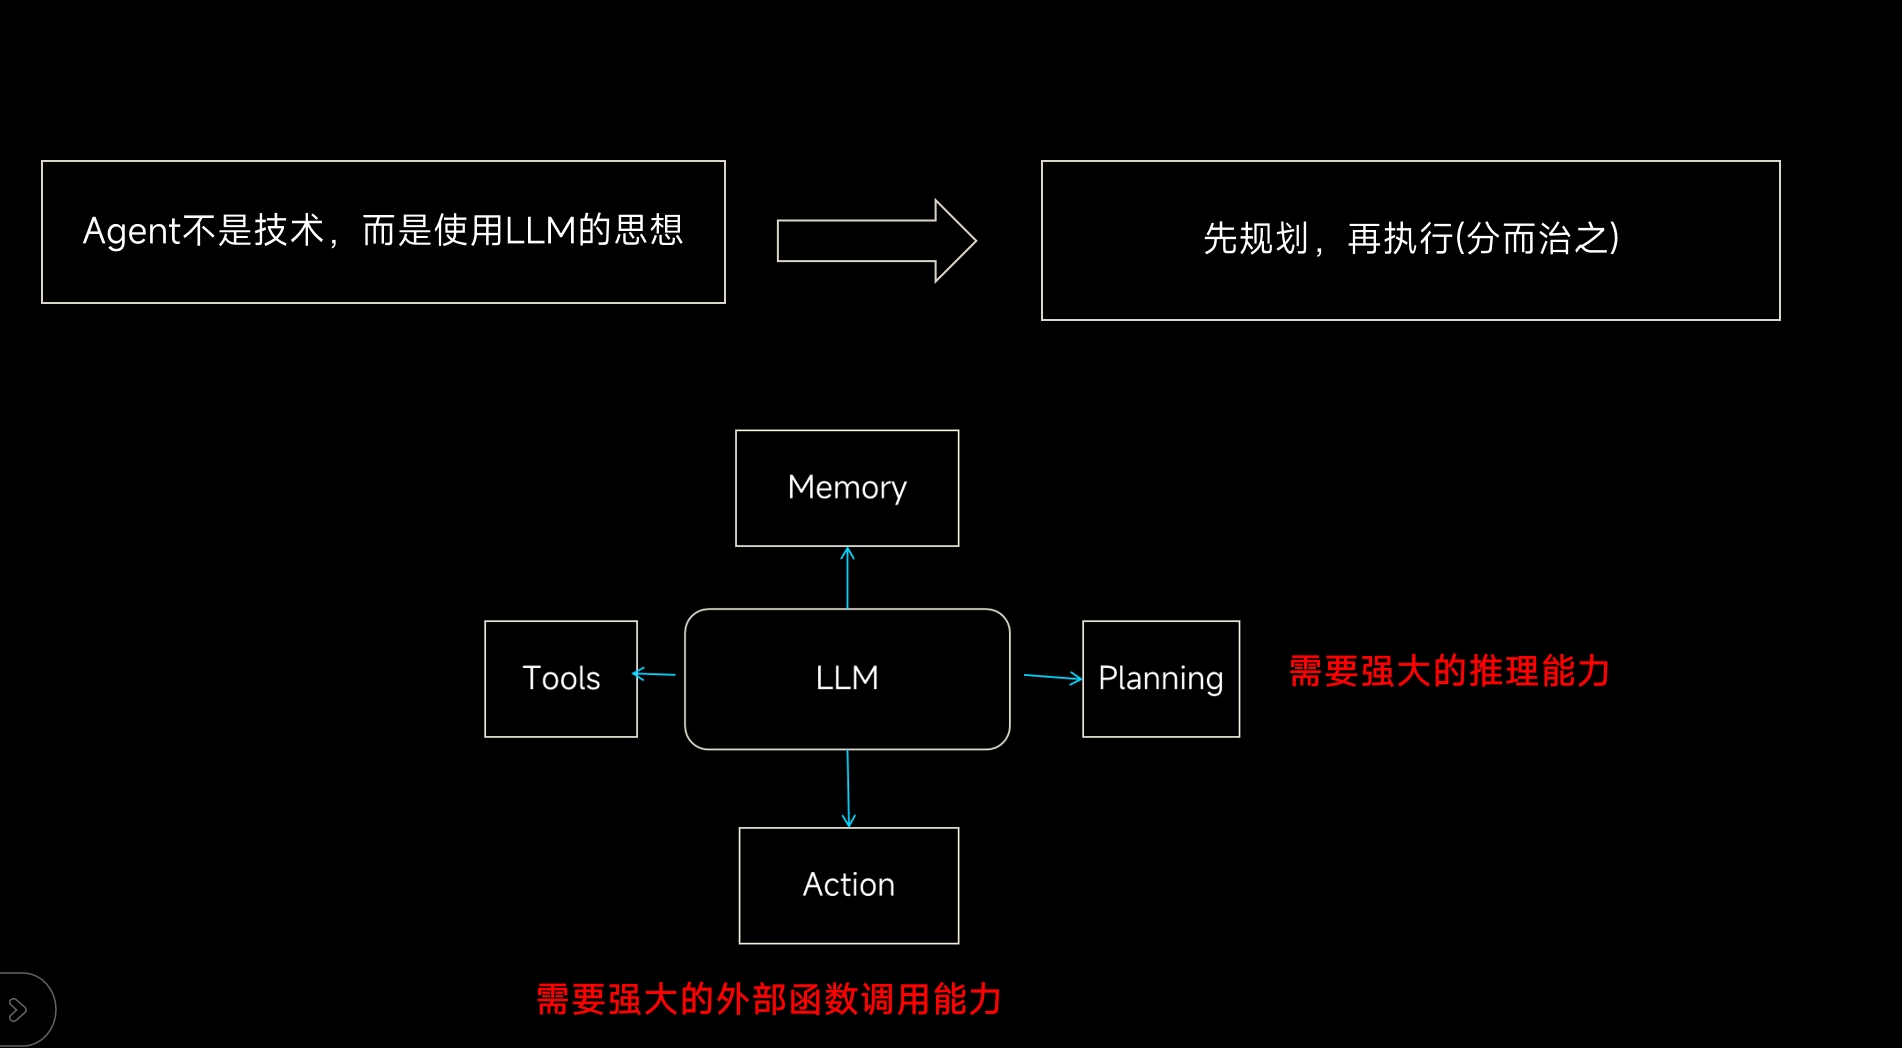 Agent不是技术，而是使用LLM的思想
先规划，再执行(分而治之)
Memory
Tools
LLM
Planning
需要强大的推理能力
Action
需要强大的外部函数调用能力